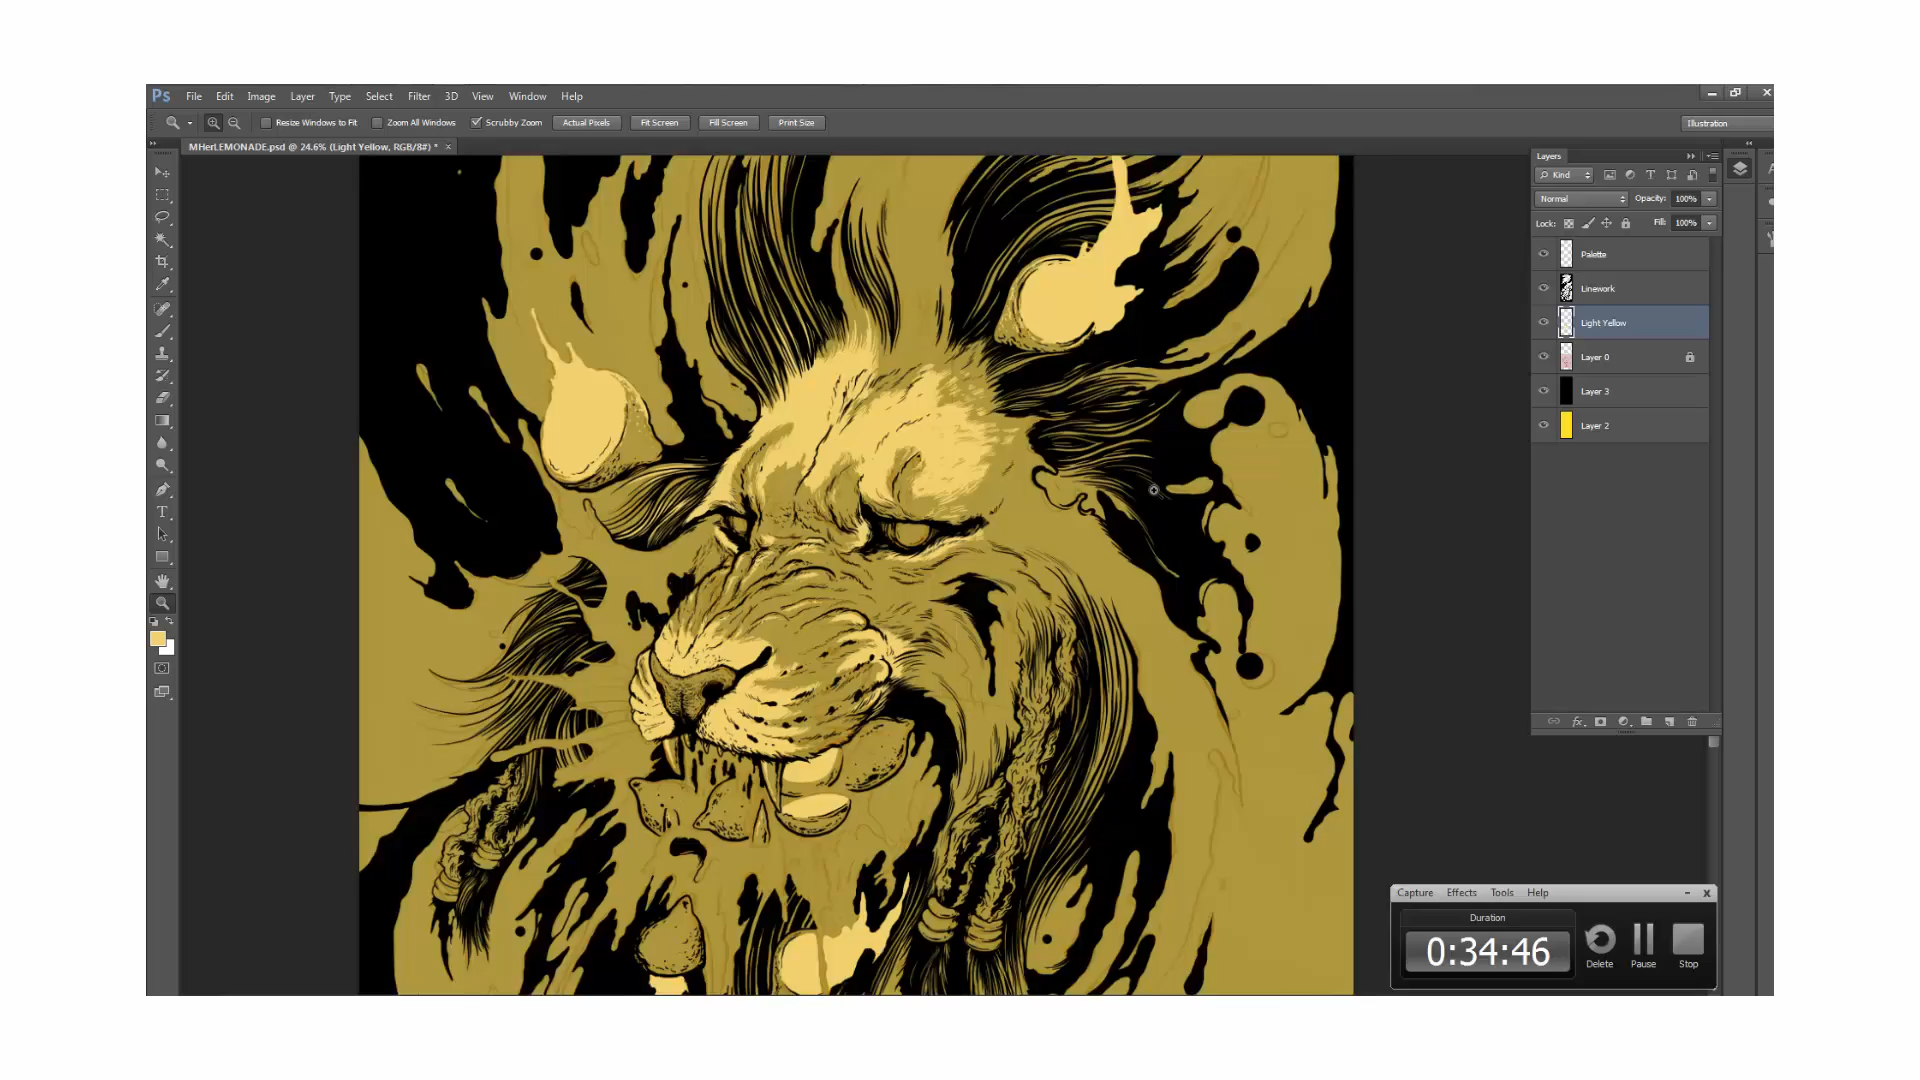 Ps File Edit Image Layer Type Select Filter 3D View Window Help
Resize Windows to Fit Zoom All Windows Scrubby Zoom Actual Pixels Fit Screen Fill Screen Print Size Illustration
MHerLEMONADE.psd @ 24.6% (Light Yellow, RGB/8#) *
Layers
Kind
Normal Opacity: 100%
Lock: Fill: 100%
Palette
Linework
Light Yellow
Layer 0
Layer 3
Layer 2
Capture Effects Tools Help
Duration
0:34:46
Delete Pause Stop